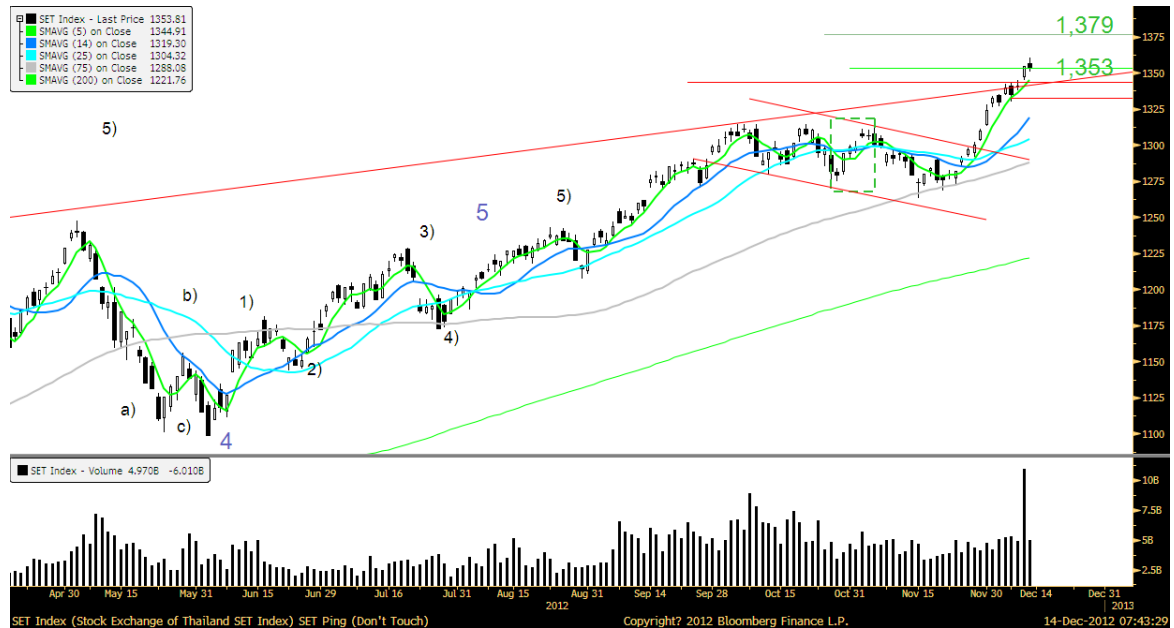 SET Index - Last Price 1353.81
SMAVG (5) on Close 1344.91
SMAVG (14) on Close 1319.30
SMAVG (25) on Close 1304.32
SMAVG (75) on Close 1288.08
SMAVG (200) on Close 1221.76
1,379
1375
1,353
1350
1325
5)
1300
1275
5
5)
1250
3)
1225
b)
1)
1200
1175
4)
2)
1150
a)
c)
4
1125
1100
SET Index - Volume 4.970B -6.010B
10B
7.5B
5B
2.5B
Apr 30 May 15 May 31 Jun 15 Jun 29 Jul 16 Jul 31 Aug 15 Aug 31 Sep 14 Sep 28 Oct 15 Oct 31 Nov 15 Nov 30 Dec 14 Dec 31
2012 2013
SET Index (Stock Exchange of Thailand SET Index) SET Ping (Don't Touch) Copyright? 2012 Bloomberg Finance L.P. 14-Dec-2012 07:43:29